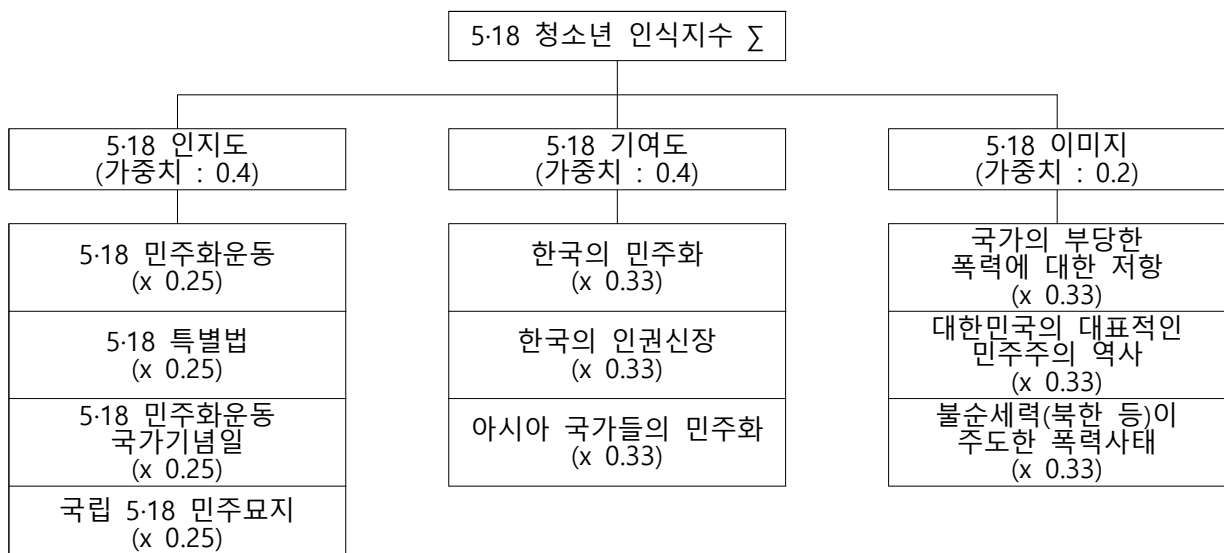 5·18 청소년 인식지수 ∑
5·18 인지도
(가중치 : 0.4)
5·18 민주화운동
(x 0.25)
5·18 특별법
(x 0.25)
5·18 민주화운동
국가기념일
(x 0.25)
국립 5·18 민주묘지
(x 0.25)
5·18 기여도
(가중치 : 0.4)
한국의 민주화
(x 0.33)
한국의 인권신장
(x 0.33)
아시아 국가들의 민주화
(x 0.33)
5·18 이미지
(가중치 : 0.2)
국가의 부당한
폭력에 대한 저항
(x 0.33)
대한민국의 대표적인
민주주의 역사
(x 0.33)
불순세력(북한 등)이
주도한 폭력사태
(x 0.33)